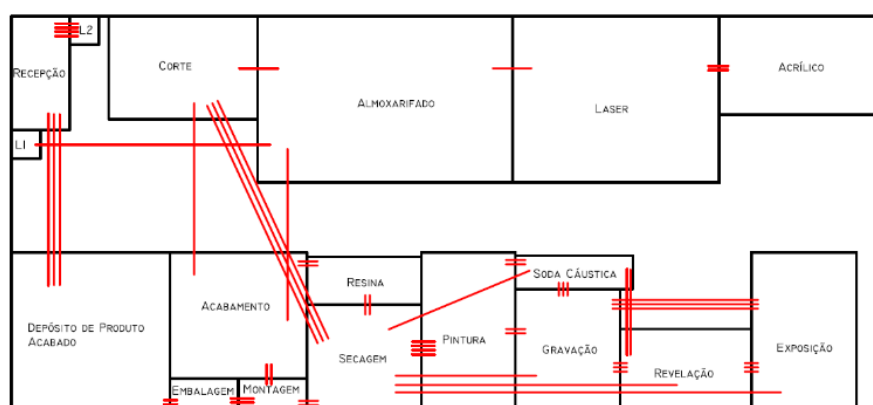 L2
RECEPÇÃO
CORTE
ALMOXARIFADO
LASER
ACRÍLICO
L1
RESINA
SODA CÁUSTICA
ACABAMENTO
DEPÓSITO DE PRODUTO
ACABADO
SECAGEM
PINTURA
GRAVAÇÃO
REVELAÇÃO
EXPOSIÇÃO
EMBALAGEM
MONTAGEM